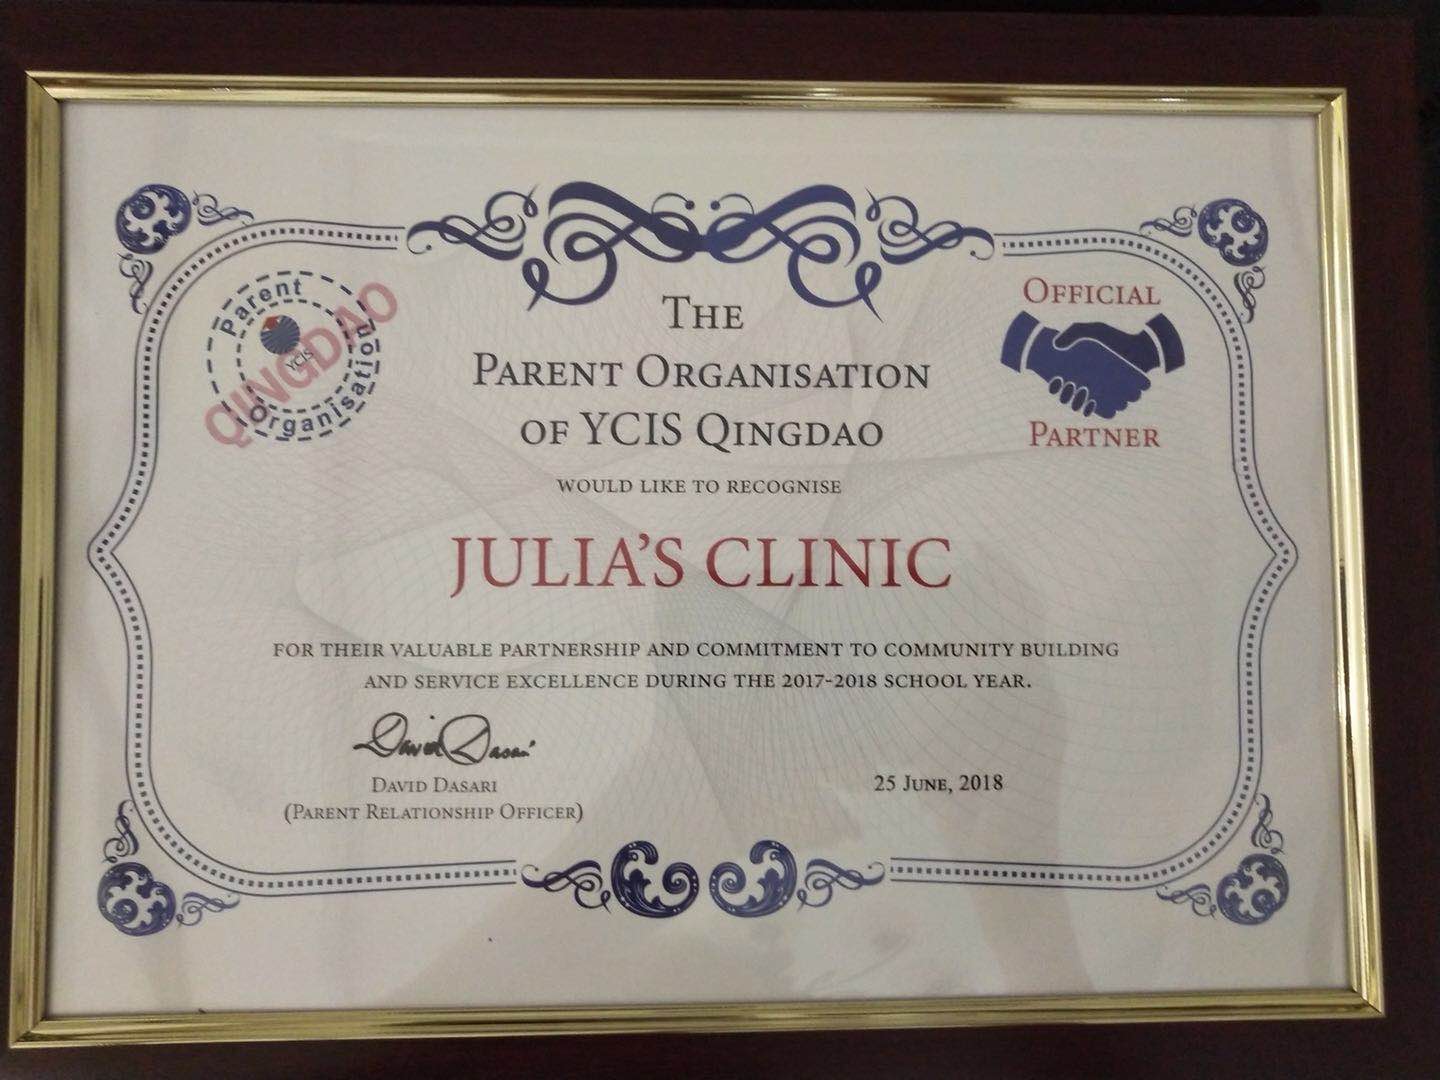 Parent
Organisation
YCIS
QINGDAO
OFFICIAL
PARTNER
THE
PARENT ORGANISATION
OF YCIS QINGDAO
WOULD LIKE TO RECOGNISE
JULIA'S CLINIC
FOR THEIR VALUABLE PARTNERSHIP AND COMMITMENT TO COMMUNITY BUILDING
AND SERVICE EXCELLENCE DURING THE 2017-2018 SCHOOL YEAR.
David Dasari
DAVID DASARI
(PARENT RELATIONSHIP OFFICER)
25 JUNE, 2018